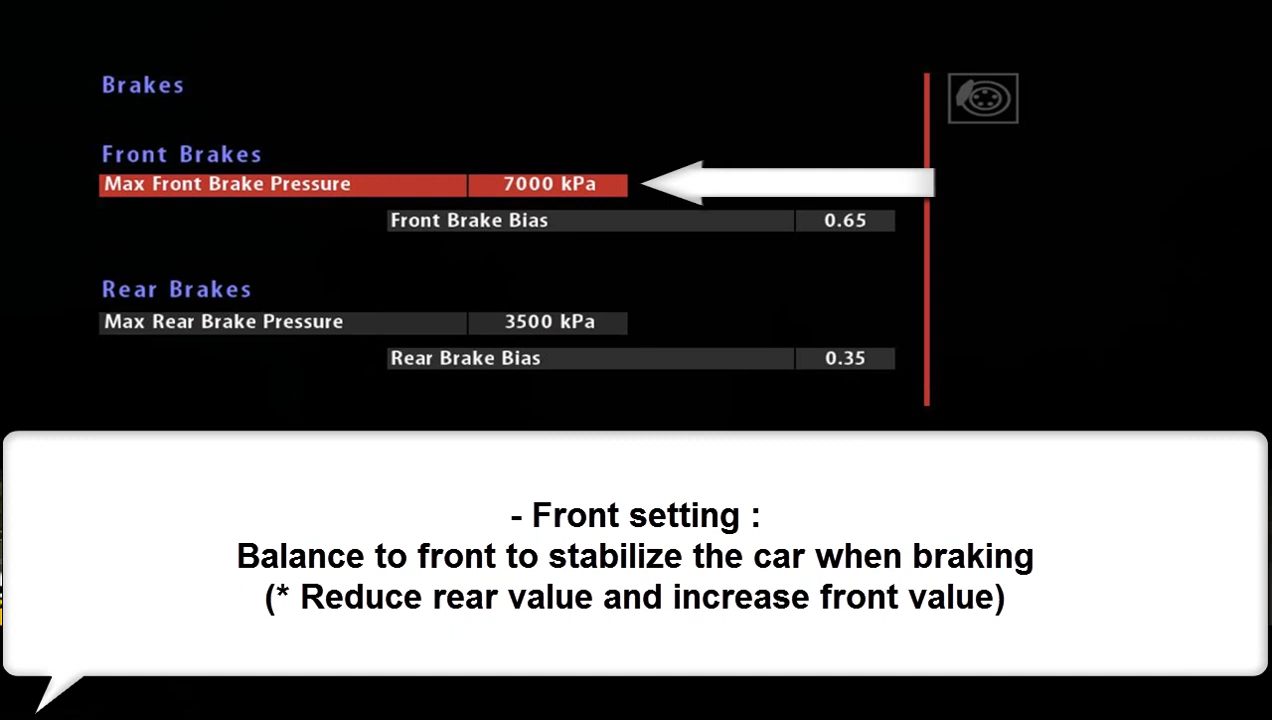 Brakes
Front Brakes
Max Front Brake Pressure 7000 kPa
Front Brake Bias 0.65
Rear Brakes
Max Rear Brake Pressure 3500 kPa
Rear Brake Bias 0.35
- Front setting :
Balance to front to stabilize the car when braking
(* Reduce rear value and increase front value)